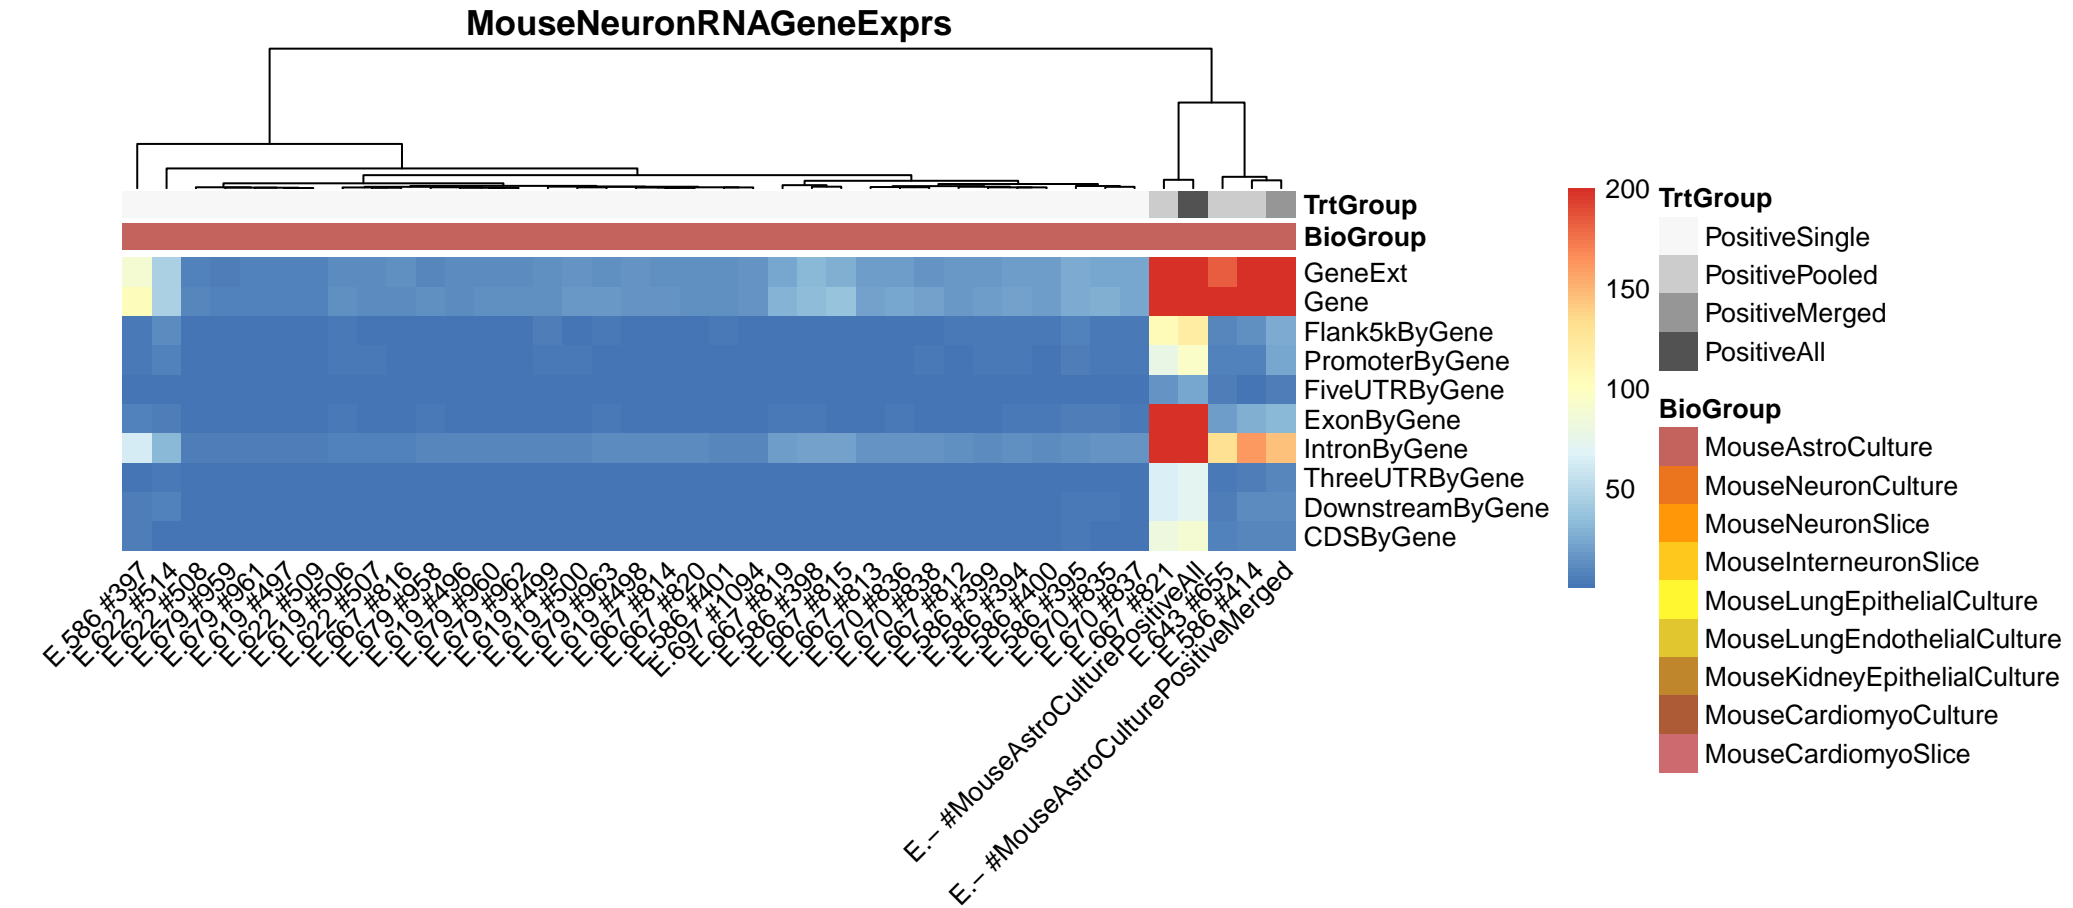 MouseNeuronRNAGeneExprs
TrtGroup
BioGroup
GeneExt
Gene
Flank5kByGene
PromoterByGene
FiveUTRByGene
ExonByGene
IntronByGene
ThreeUTRByGene
DownstreamByGene
CDSByGene
E.586 #397
E.622 #514
E.622 #508
E.679 #959
E.679 #961
E.619 #497
E.622 #509
E.619 #506
E.622 #507
E.667 #816
E.679 #958
E.619 #496
E.679 #960
E.679 #962
E.619 #499
E.619 #500
E.679 #963
E.619 #498
E.667 #814
E.667 #820
E.586 #401
E.697 #1094
E.667 #819
E.586 #398
E.667 #815
E.667 #813
E.670 #836
E.670 #838
E.667 #812
E.586 #399
E.586 #394
E.586 #400
E.586 #395
E.670 #835
E.670 #837
E.667 #821
E.– #MouseAstroCulturePositiveAll
E.643 #655
E.586 #414
E.– #MouseAstroCulturePositiveMerged
200
150
100
50
TrtGroup
PositiveSingle
PositivePooled
PositiveMerged
PositiveAll
BioGroup
MouseAstroCulture
MouseNeuronCulture
MouseNeuronSlice
MouseInterneuronSlice
MouseLungEpithelialCulture
MouseLungEndothelialCulture
MouseKidneyEpithelialCulture
MouseCardiomyoCulture
MouseCardiomyoSlice